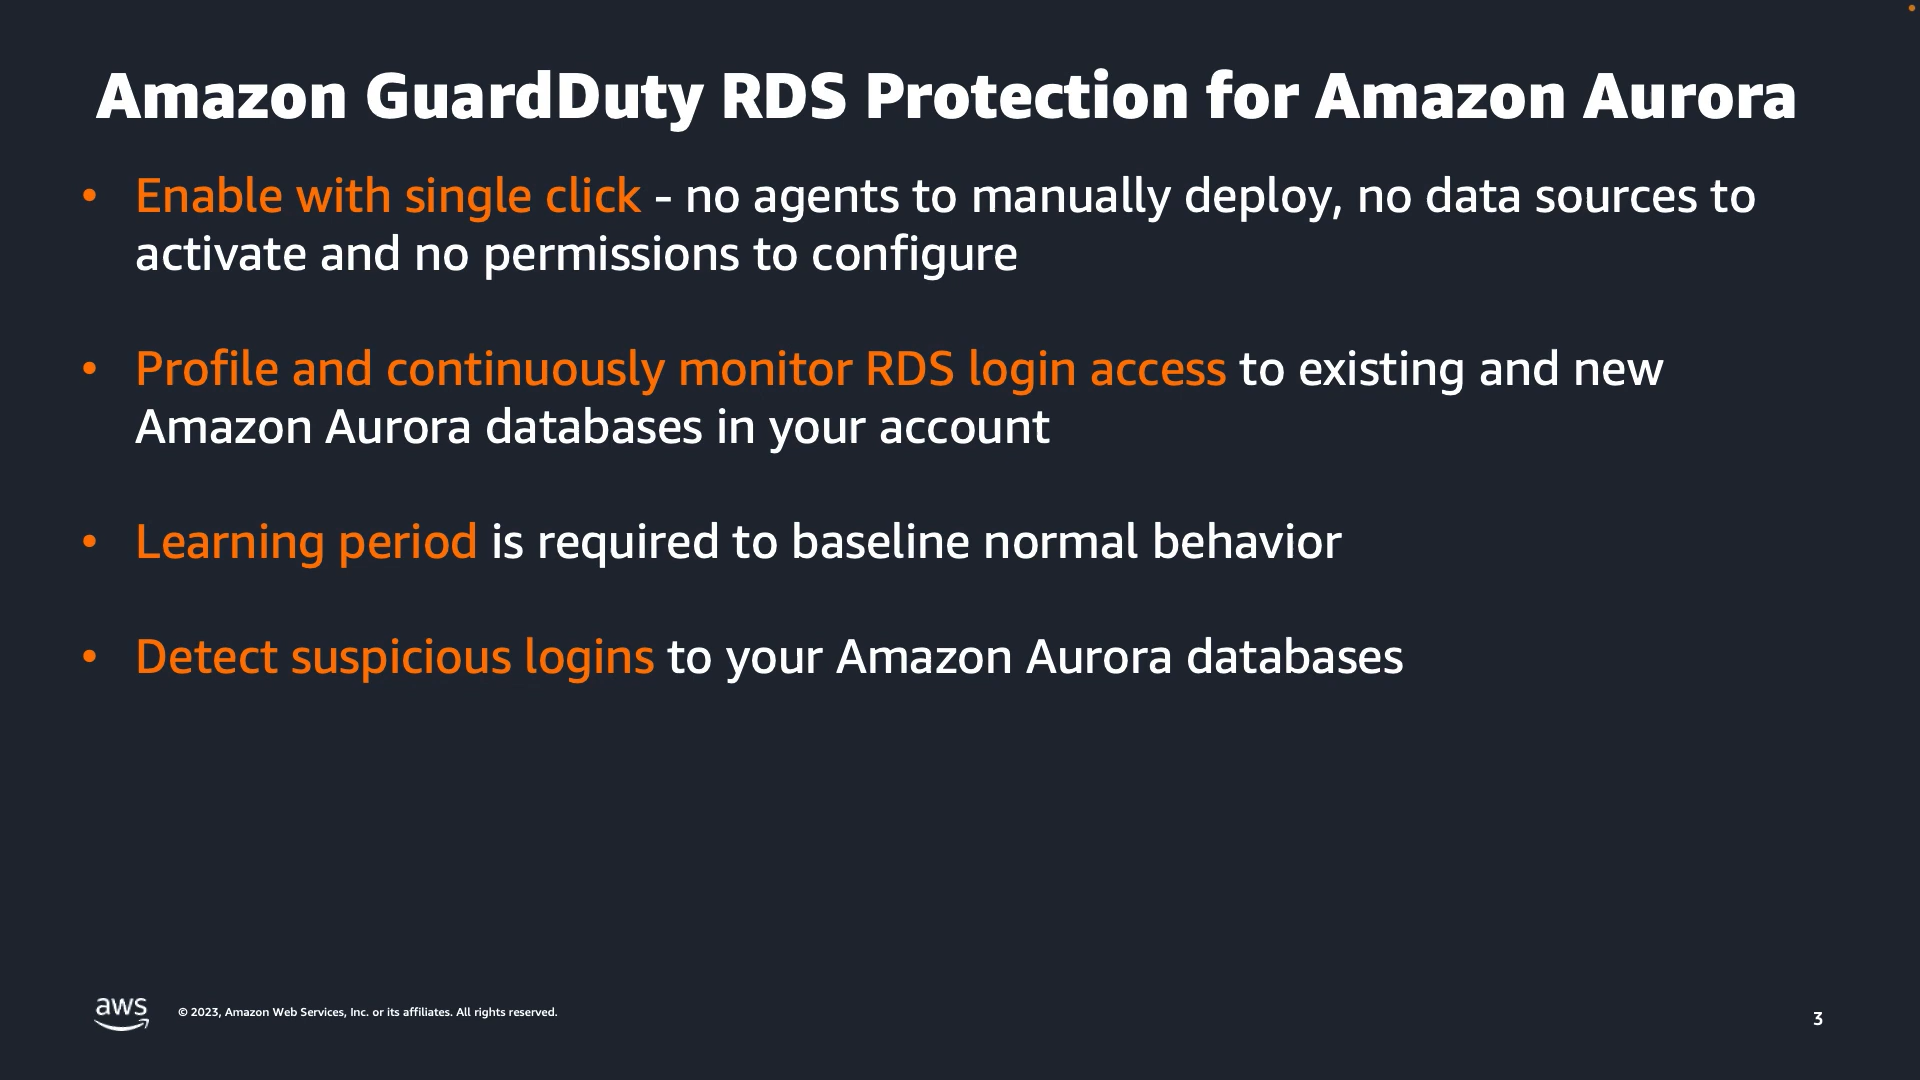 Amazon GuardDuty RDS Protection for Amazon Aurora
• Enable with single click - no agents to manually deploy, no data sources to
activate and no permissions to configure
• Profile and continuously monitor RDS login access to existing and new
Amazon Aurora databases in your account
• Learning period is required to baseline normal behavior
• Detect suspicious logins to your Amazon Aurora databases
aws
© 2023, Amazon Web Services, Inc. or its affiliates. All rights reserved.
3